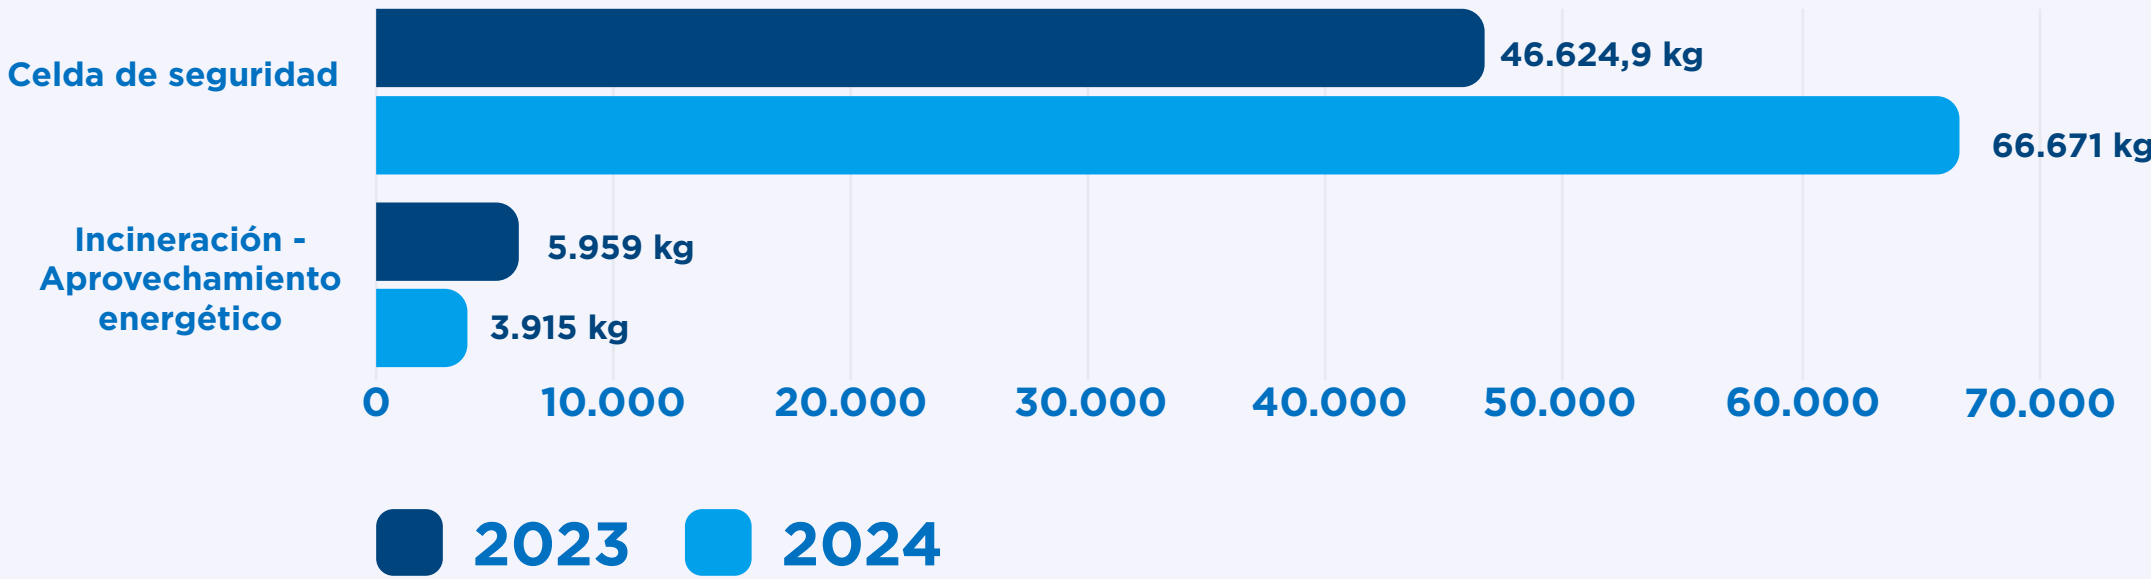 Celda de seguridad
46.624,9 kg
66.671 kg
Incineración -
Aprovechamiento
energético
5.959 kg
3.915 kg
0 10.000 20.000 30.000 40.000 50.000 60.000 70.000
2023 2024